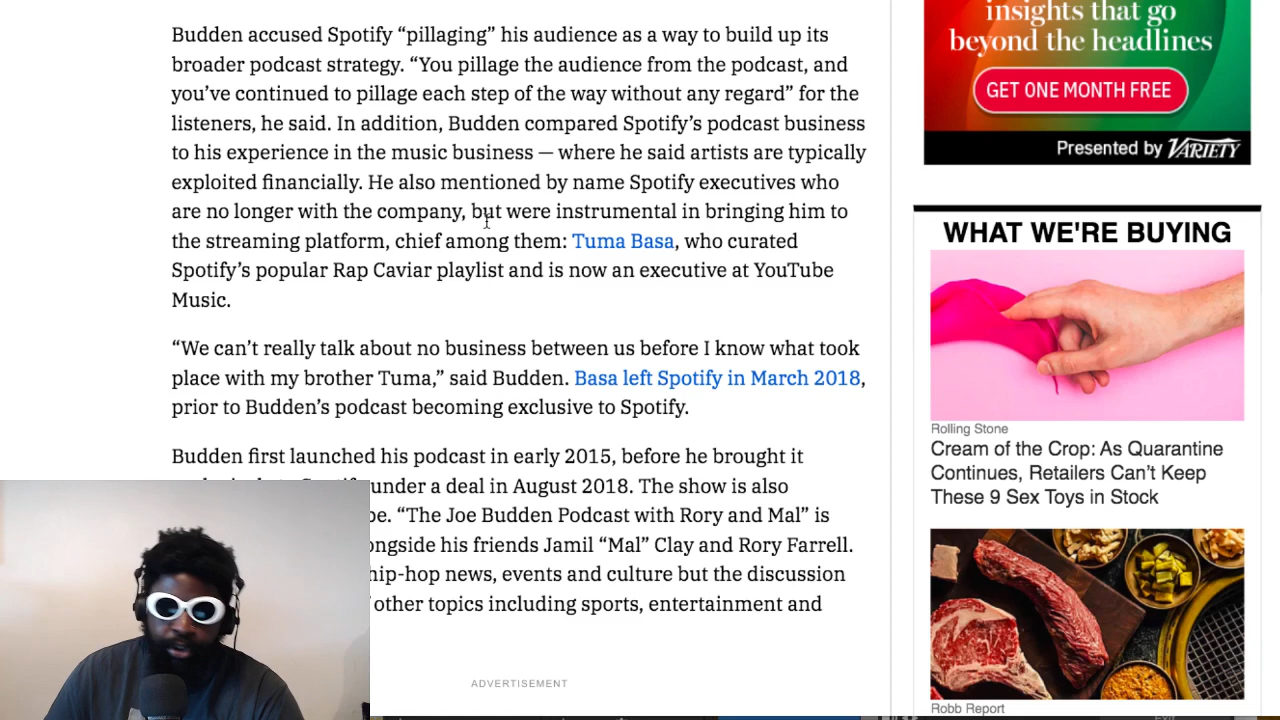 Budden accused Spotify “pillaging” his audience as a way to build up its
broader podcast strategy. “You pillage the audience from the podcast, and
you’ve continued to pillage each step of the way without any regard” for the
listeners, he said. In addition, Budden compared Spotify’s podcast business
to his experience in the music business — where he said artists are typically
exploited financially. He also mentioned by name Spotify executives who
are no longer with the company, but were instrumental in bringing him to
the streaming platform, chief among them: Tuma Basa, who curated
Spotify’s popular Rap Caviar playlist and is now an executive at YouTube
Music.
“We can’t really talk about no business between us before I know what took
place with my brother Tuma,” said Budden. Basa left Spotify in March 2018,
prior to Budden’s podcast becoming exclusive to Spotify.
Budden first launched his podcast in early 2015, before he brought it
under a deal in August 2018. The show is also
“The Joe Budden Podcast with Rory and Mal” is
his friends Jamil “Mal” Clay and Rory Farrell.
hip-hop news, events and culture but the discussion
other topics including sports, entertainment and
ADVERTISEMENT
insights that go
beyond the headlines
GET ONE MONTH FREE
Presented by VARIETY
WHAT WE'RE BUYING
Rolling Stone
Cream of the Crop: As Quarantine
Continues, Retailers Can’t Keep
These 9 Sex Toys in Stock
Robb Report